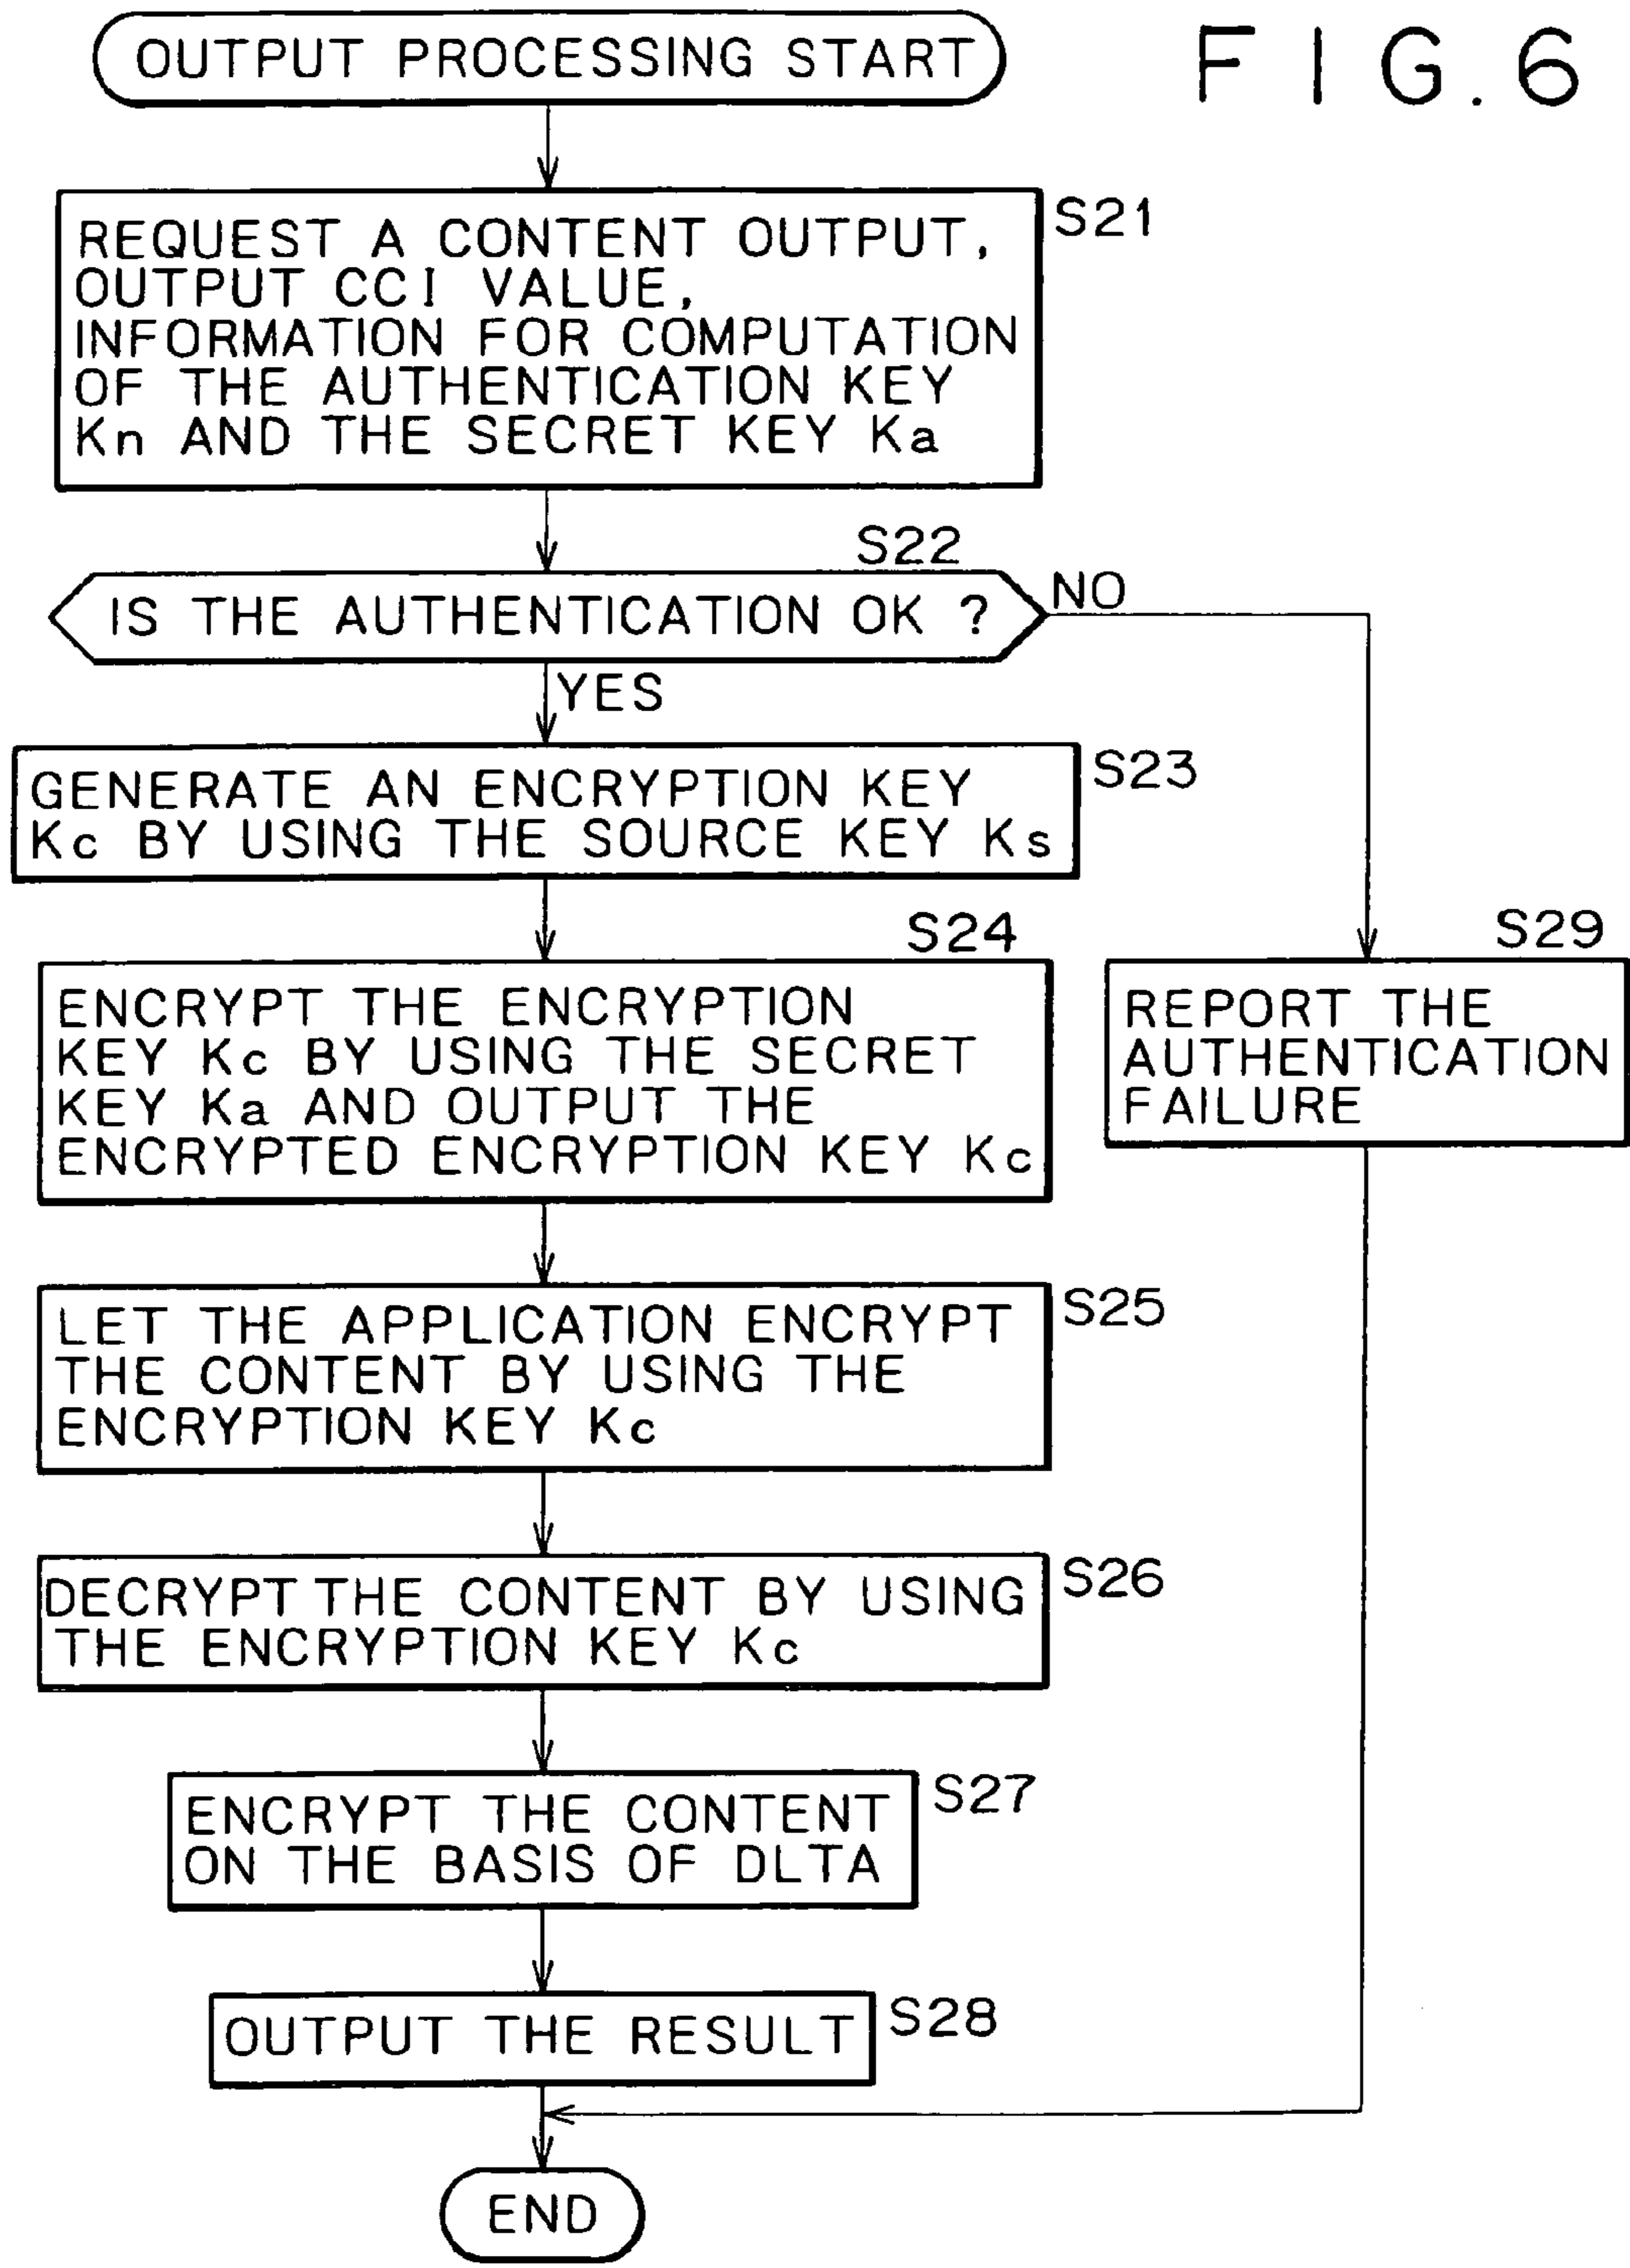 FIG.6
OUTPUT PROCESSING START
S21
REQUEST A CONTENT OUTPUT,
OUTPUT CCI VALUE,
INFORMATION FOR COMPUTATION
OF THE AUTHENTICATION KEY
Kn AND THE SECRET KEY Ka
S22
IS THE AUTHENTICATION OK ?
NO
YES
S23
GENERATE AN ENCRYPTION KEY
Kc BY USING THE SOURCE KEY Ks
S24
ENCRYPT THE ENCRYPTION
KEY Kc BY USING THE SECRET
KEY Ka AND OUTPUT THE
ENCRYPTED ENCRYPTION KEY Kc
S29
REPORT THE
AUTHENTICATION
FAILURE
S25
LET THE APPLICATION ENCRYPT
THE CONTENT BY USING THE
ENCRYPTION KEY Kc
S26
DECRYPT THE CONTENT BY USING
THE ENCRYPTION KEY Kc
S27
ENCRYPT THE CONTENT
ON THE BASIS OF DLTA
S28
OUTPUT THE RESULT
END